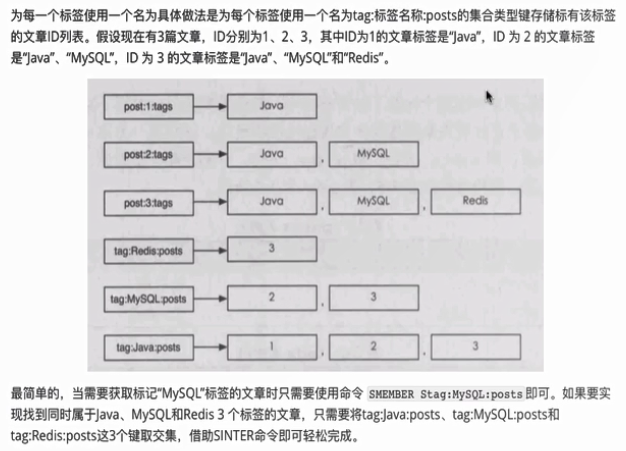 为每一个标签使用一个名为具体做法是为每个标签使用一个名为tag:标签名称:posts的集合类型键存储标有该标签
的文章ID列表。假设现在有3篇文章，ID分别为1、2、3，其中ID为1的文章标签是“Java”，ID 为 2 的文章标签
是“Java”、“MySQL”，ID 为 3 的文章标签是“Java”、“MySQL”和“Redis”。
post:1:tags Java
post:2:tags Java , MySQL
post:3:tags Java , MySQL , Redis
tag:Redis:posts 3
tag:MySQL:posts 2 , 3
tag:Java:posts 1 , 2 , 3
最简单的，当需要获取标记“MySQL”标签的文章时只需要使用命令 SMEMBER Stag:MySQL:posts 即可。如果要实
现找到同时属于Java、MySQL和Redis 3 个标签的文章，只需要将tag:Java:posts、tag:MySQL:posts和
tag:Redis:posts这3个键取交集，借助SINTER命令即可轻松完成。